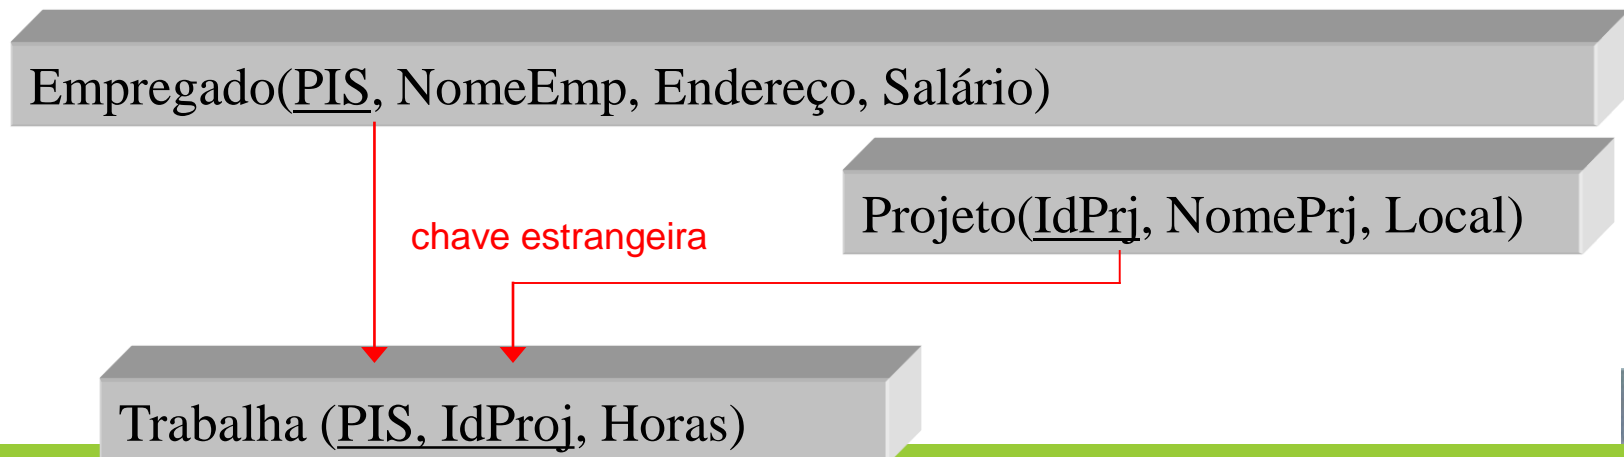 Empregado(PIS, NomeEmp, Endereço, Salário)
Projeto(IdPrj, NomePrj, Local)
chave estrangeira
Trabalha (PIS, IdProj, Horas)